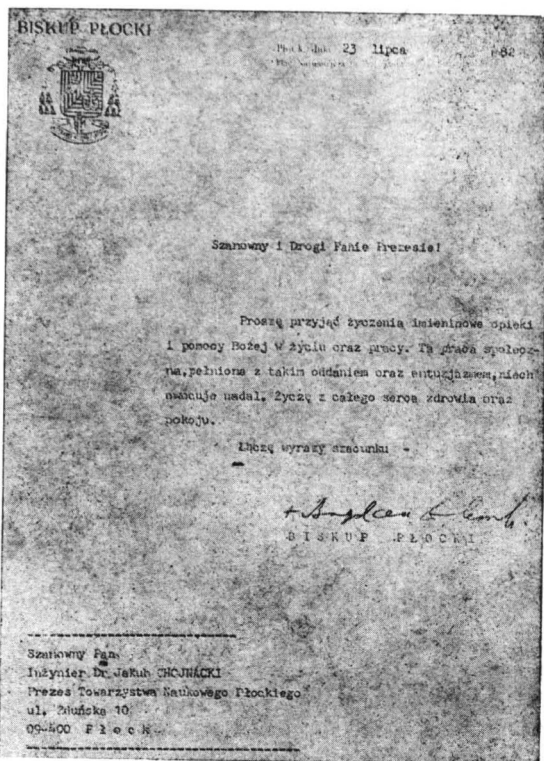 BISKUP PŁOCKI
Płock, dnia 23 lipca 1982
Szanowny i Drogi Panie Prezesie!
Proszę przyjąć życzenia imieninowe opieki
i pomocy Bożej w życiu oraz pracy. Ta praca społecz-
na,pełniona z takim oddaniem oraz entuzjazmem,niech
owocuje nadal. Życzę z całego serca zdrowia oraz
pokoju.
Łączę wyrazy szacunku -
+ Bogdan
BISKUP PŁOCKI
Szanowny Pan
Inżynier Dr Jakub CHOJNACKI
Prezes Towarzystwa Naukowego Płockiego
ul. Zduńska 10
09-400 Płock